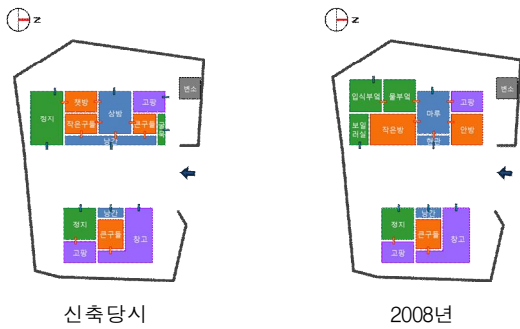 N
변소
정지
챗방
상방
고팡
작은구들
큰구들
굴묵
낭간
정지
낭간
큰구들
창고
고팡
신축당시
N
변소
입식부엌
물부엌
마루
고팡
보일러실
작은방
안방
현관
정지
낭간
큰구들
창고
고팡
2008년